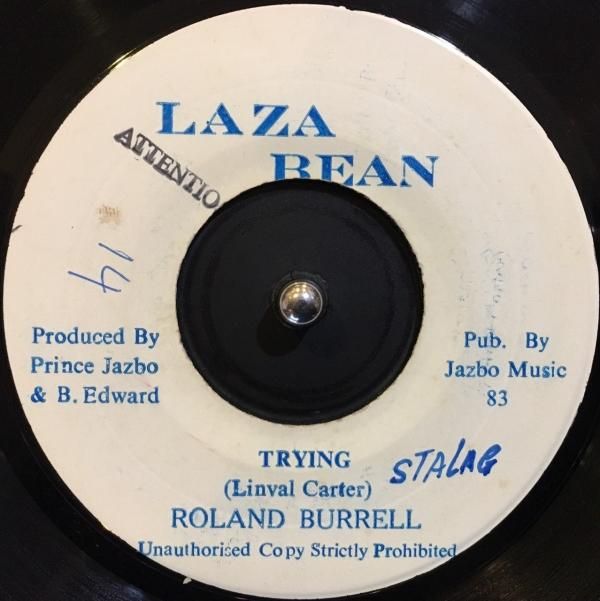 LAZA
BEAN
ATTENTIO
14
Produced By
Prince Jazbo
& B. Edward
Pub. By
Jazbo Music
83
TRYING
STALAG
(Linval Carter)
ROLAND BURRELL
Unauthorised Copy Strictly Prohibited